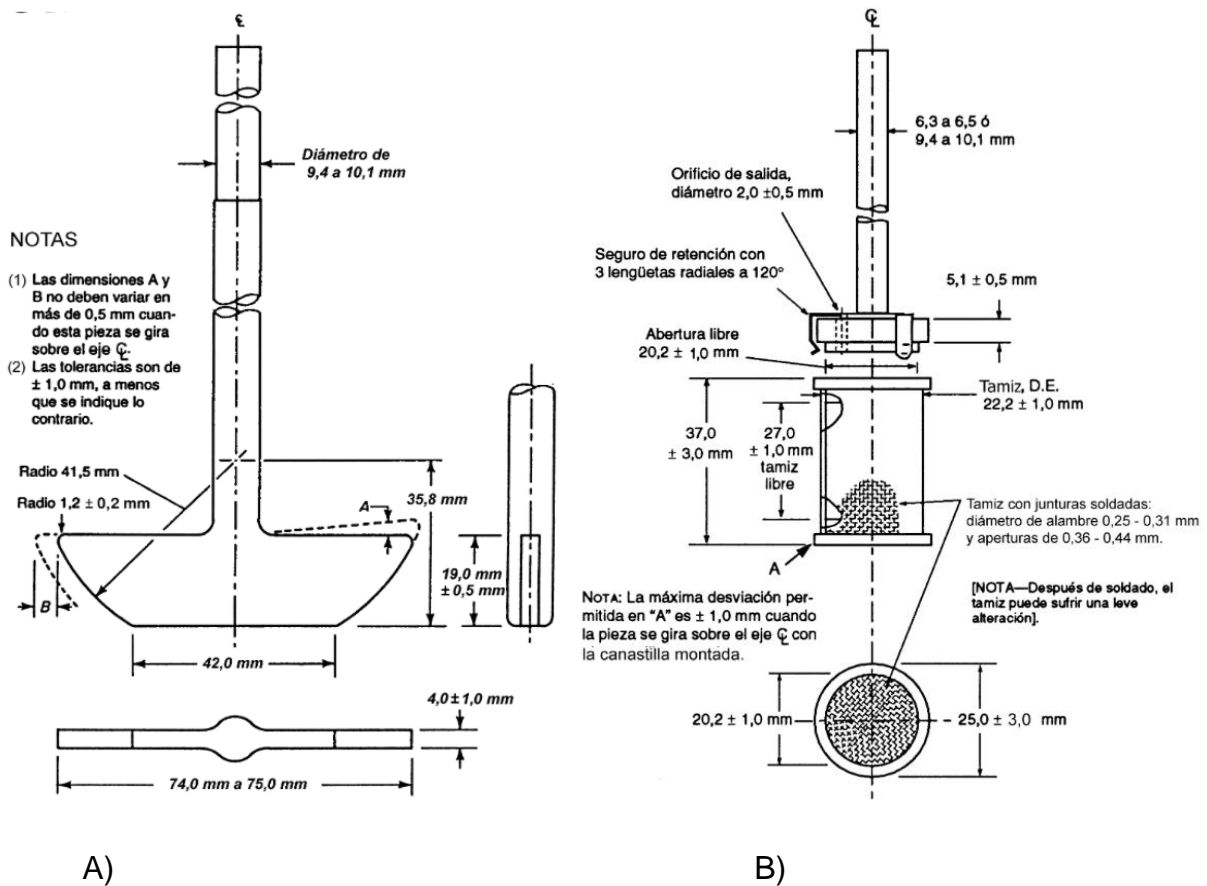 ℄
Diámetro de
9,4 a 10,1 mm
NOTAS
(1) Las dimensiones A y
B no deben variar en
más de 0,5 mm cuan-
do esta pieza se gira
sobre el eje ℄.
(2) Las tolerancias son de
± 1,0 mm, a menos
que se indique lo
contrario.
Radio 41,5 mm
Radio 1,2 ± 0,2 mm
A
35,8 mm
19,0 mm
± 0,5 mm
B
42,0 mm
4,0 ± 1,0 mm
74,0 mm a 75,0 mm
A)
℄
6,3 a 6,5 ó
9,4 a 10,1 mm
Orificio de salida,
diámetro 2,0 ±0,5 mm
Seguro de retención con
3 lengüetas radiales a 120°
5,1 ± 0,5 mm
Abertura libre
20,2 ± 1,0 mm
Tamiz, D.E.
22,2 ± 1,0 mm
37,0
± 3,0 mm
27,0
± 1,0 mm
tamiz
libre
Tamiz con junturas soldadas:
diámetro de alambre 0,25 - 0,31 mm
y aperturas de 0,36 - 0,44 mm.
A
NOTA: La máxima desviación per-
mitida en "A" es ± 1,0 mm cuando
la pieza se gira sobre el eje ℄ con
la canastilla montada.
[NOTA—Después de soldado, el
tamiz puede sufrir una leve
alteración].
20,2 ± 1,0 mm
25,0 ± 3,0 mm
B)